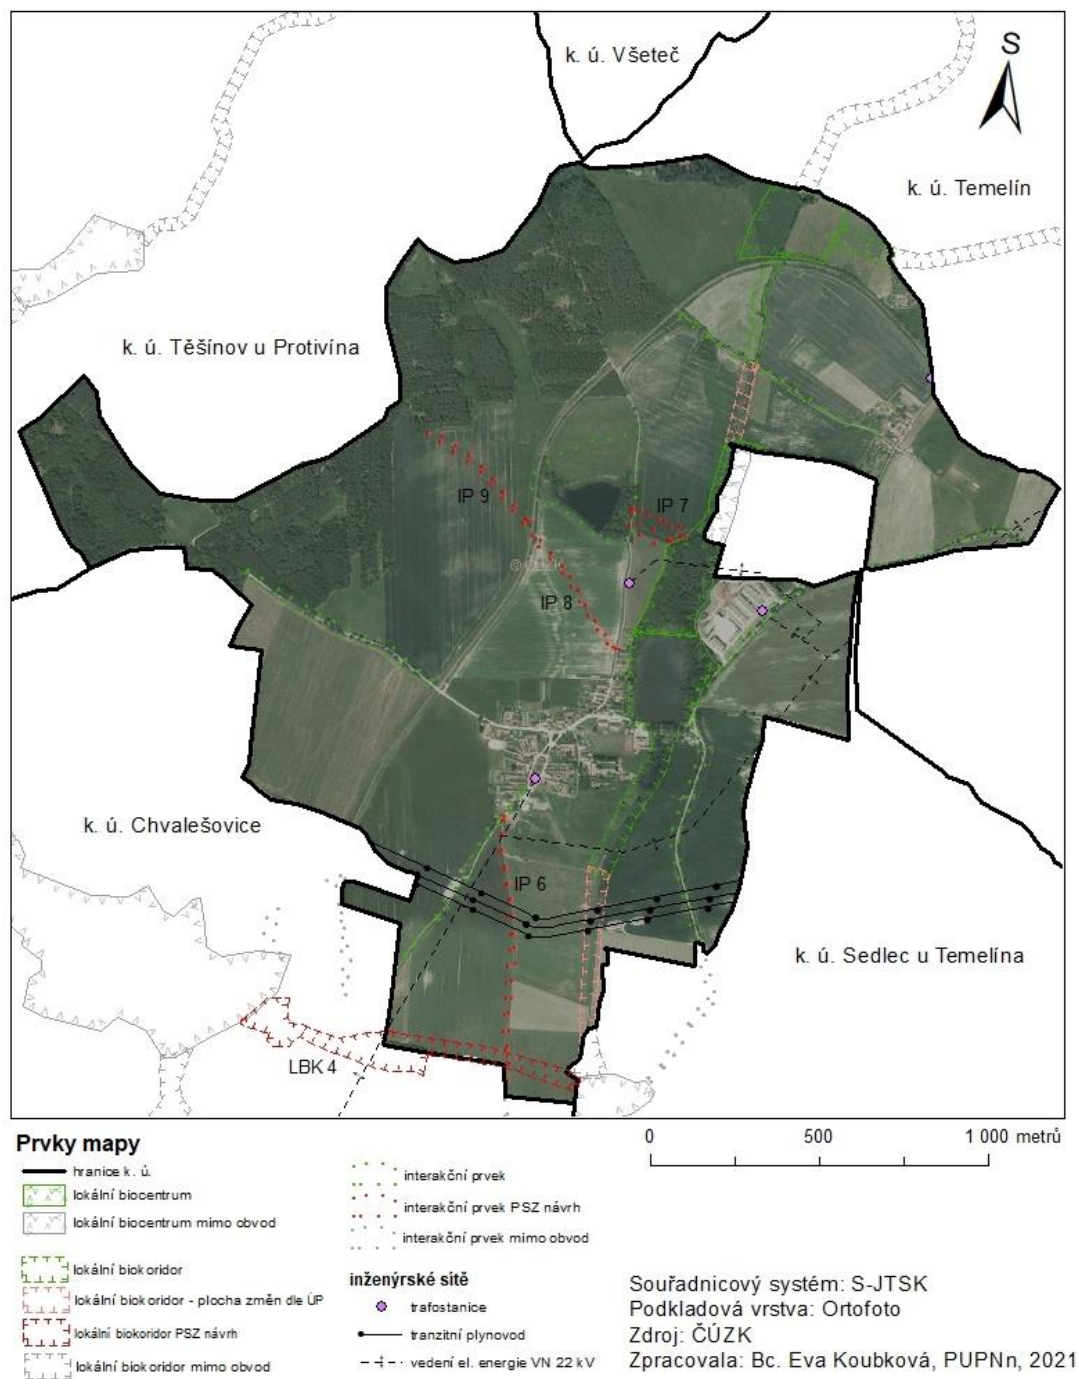 k. ú. Všeteč
S
k. ú. Temelín
k. ú. Těšínov u Protivína
IP 9
IP 7
©ČÚZK
IP 8
k. ú. Chvalešovice
IP 6
k. ú. Sedlec u Temelína
LBK 4
Prvky mapy
hranice k. ú.
lokální biocentrum
lokální biocentrum mimo obvod
lokální biokoridor
lokální biokoridor - plocha změn dle ÚP
lokální biokoridor PSZ návrh
lokální biokoridor mimo obvod
interakční prvek
interakční prvek PSZ návrh
interakční prvek mimo obvod
inženýrské sítě
trafostanice
tranzitní plynovod
vedení el. energie VN 22 kV
0 500 1 000 metrů
Souřadnicový systém: S-JTSK
Podkladová vrstva: Ortofoto
Zdroj: ČÚZK
Zpracovala: Bc. Eva Koubková, PUPNn, 2021